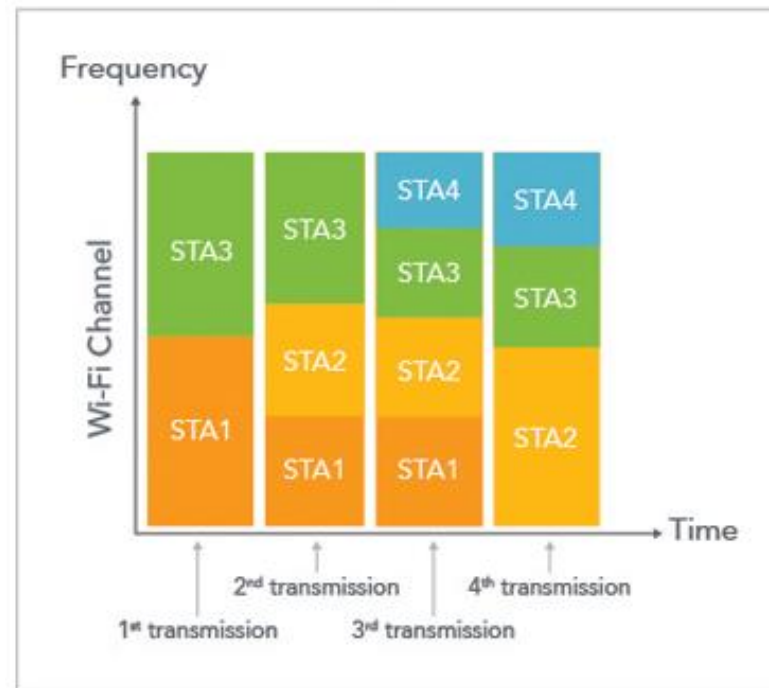 Frequency
Wi-Fi Channel
STA3
STA1
STA3
STA2
STA1
STA4
STA3
STA2
STA1
STA4
STA3
STA2
Time
2nd transmission
4th transmission
1st transmission
3rd transmission